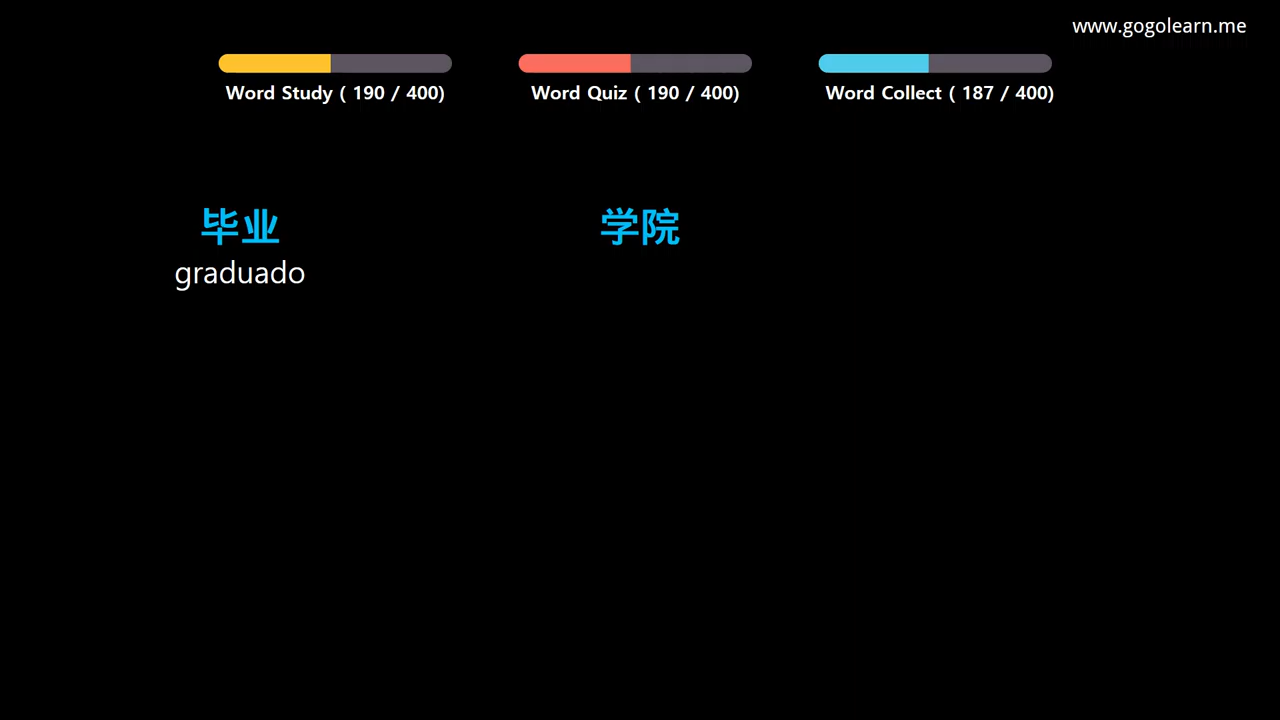 www.gogolearn.me
Word Study ( 190 / 400)
Word Quiz ( 190 / 400)
Word Collect ( 187 / 400)
毕业
graduado
学院